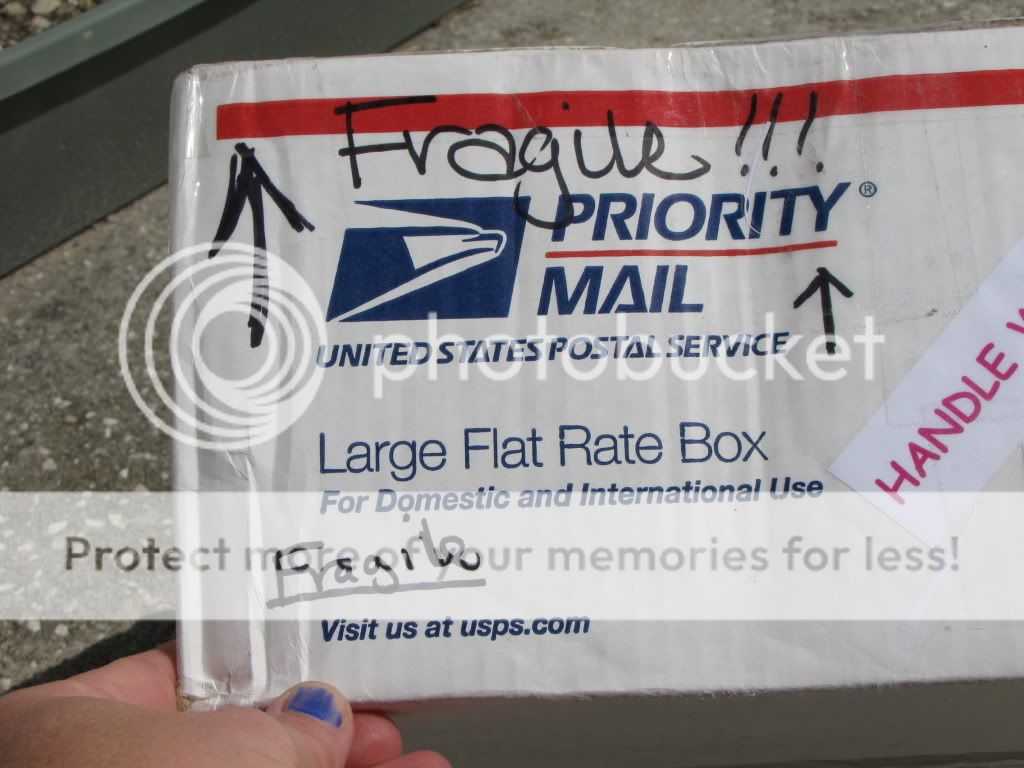 Fragile !!!
PRIORITY®
MAIL
UNITED STATES POSTAL SERVICE
photobucket
HANDLE
Large Flat Rate Box
For Domestic and International Use
Protect more of your memories for less!
Fragile
Visit us at usps.com